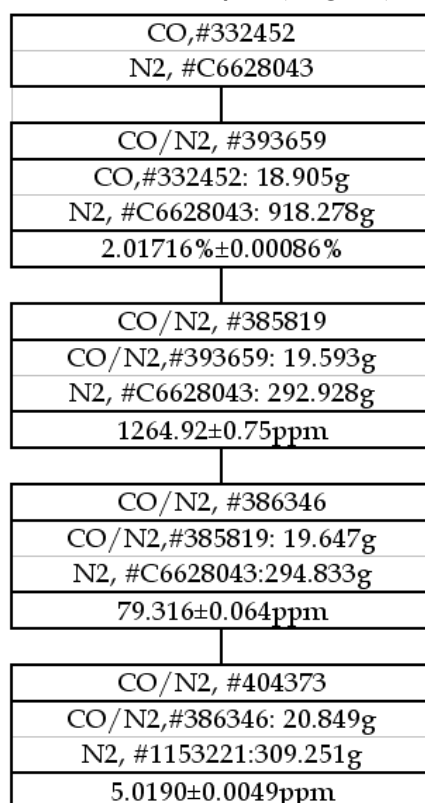 CO,#332452
N2, #C6628043
CO/N2, #393659
CO,#332452: 18.905g
N2, #C6628043: 918.278g
2.01716%±0.00086%
CO/N2, #385819
CO/N2,#393659: 19.593g
N2, #C6628043: 292.928g
1264.92±0.75ppm
CO/N2, #386346
CO/N2,#385819: 19.647g
N2, #C6628043:294.833g
79.316±0.064ppm
CO/N2, #404373
CO/N2,#386346: 20.849g
N2, #1153221:309.251g
5.0190±0.0049ppm